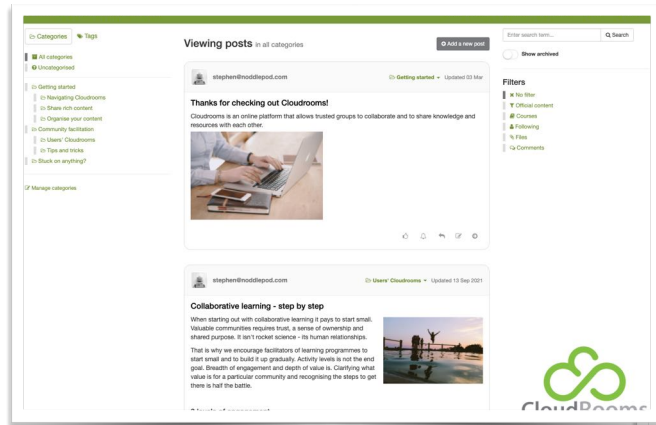 Categories
Tags
All categories
Uncategorised
Getting started
Navigating Cloudrooms
Share rich content
Organise your content
Community facilitation
Users' Cloudrooms
Tips and tricks
Stuck on anything?
Manage categories
Viewing posts in all categories
Add a new post
stephen@noddlepod.com
Getting started
Updated 03 Mar
Thanks for checking out Cloudrooms!
Cloudrooms is an online platform that allows trusted groups to collaborate and to share knowledge and
resources with each other.
stephen@noddlepod.com
Users' Cloudrooms
Updated 13 Sep 2021
Collaborative learning - step by step
When starting out with collaborative learning it pays to start small.
Valuable communities requires trust, a sense of ownership and
shared purpose. It isn't rocket science - its human relationships.
That is why we encourage facilitators of learning programmes to
start small and to build it up gradually. Activity levels is not the end
goal. Breadth of engagement and depth of value is. Clarifying what
value is for a particular community and recognising the steps to get
there is half the battle.
Enter search term...
Search
Show archived
Filters
No filter
Official content
Courses
Following
Files
Comments
CloudRooms